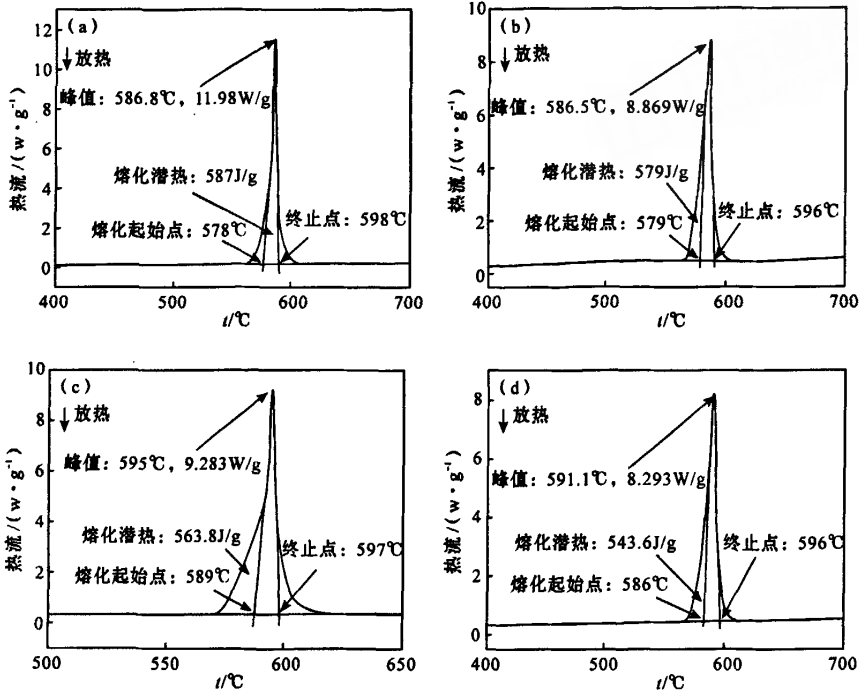 (a)
↓放热
峰值：586.8℃，11.98W/g
熔化潜热：587J/g
熔化起始点：578℃
终止点：598℃
热流/(w·g⁻¹)
12
10
8
6
4
2
0
400 500 600 700
t/℃
(b)
↓放热
峰值：586.5℃，8.869W/g
熔化潜热：579J/g
熔化起始点：579℃
终止点：596℃
热流/(w·g⁻¹)
10
8
6
4
2
0
400 500 600 700
t/℃
(c)
↓放热
峰值：595℃，9.283W/g
熔化潜热：563.8J/g
熔化起始点：589℃
终止点：597℃
热流/(w·g⁻¹)
10
8
6
4
2
0
500 550 600 650
t/℃
(d)
↓放热
峰值：591.1℃，8.293W/g
熔化潜热：543.6J/g
熔化起始点：586℃
终止点：596℃
热流/(w·g⁻¹)
8
6
4
2
0
400 500 600 700
t/℃